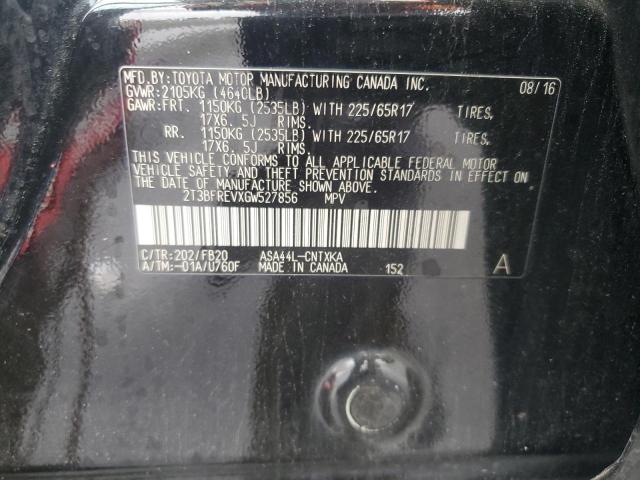 MFD.BY:TOYOTA MOTOR MANUFACTURING CANADA INC. 08/16
GVWR:2105KG (4640LB)
GAWR:FRT. 1150KG (2535LB) WITH 225/65R17 TIRES,
17X6.5J RIMS.
RR. 1150KG (2535LB) WITH 225/65R17 TIRES,
17X6.5J RIMS.
THIS VEHICLE CONFORMS TO ALL APPLICABLE FEDERAL MOTOR
VEHICLE SAFETY AND THEFT PREVENTION STANDARDS IN EFFECT ON
THE DATE OF MANUFACTURE SHOWN ABOVE.
2T3BFREVXGW527856 MPV
C/TR:202/FB20 ASA44L-CNTXKA
A/TM:-01A/U760F MADE IN CANADA 152 A